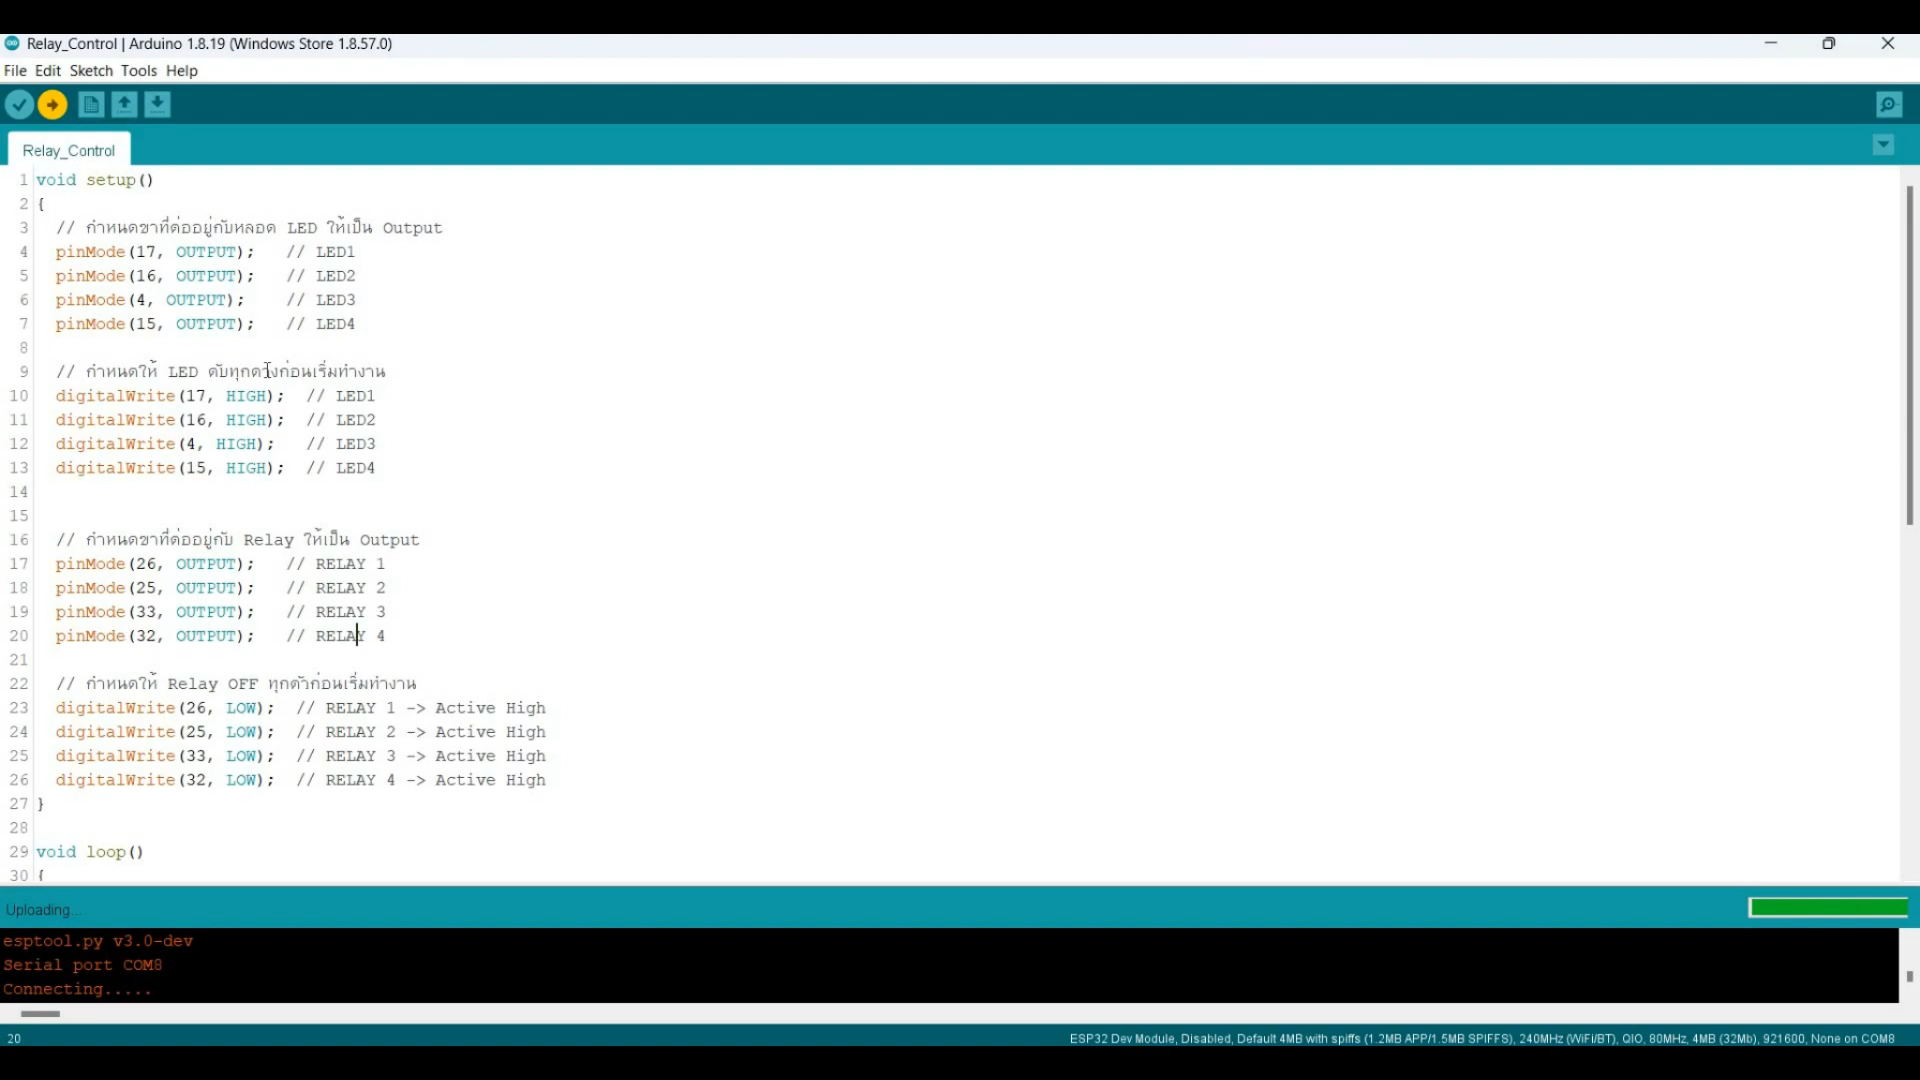 Relay_Control | Arduino 1.8.19 (Windows Store 1.8.57.0)
File Edit Sketch Tools Help
Relay_Control
1 void setup()
2 {
3 // กำหนดขาที่ต่ออยู่กับหลอด LED ให้เป็น Output
4 pinMode(17, OUTPUT); // LED1
5 pinMode(16, OUTPUT); // LED2
6 pinMode(4, OUTPUT); // LED3
7 pinMode(15, OUTPUT); // LED4
8
9 // กำหนดให้ LED ดับทุกดวงก่อนเริ่มทำงาน
10 digitalWrite(17, HIGH); // LED1
11 digitalWrite(16, HIGH); // LED2
12 digitalWrite(4, HIGH); // LED3
13 digitalWrite(15, HIGH); // LED4
14
15
16 // กำหนดขาที่ต่ออยู่กับ Relay ให้เป็น Output
17 pinMode(26, OUTPUT); // RELAY 1
18 pinMode(25, OUTPUT); // RELAY 2
19 pinMode(33, OUTPUT); // RELAY 3
20 pinMode(32, OUTPUT); // RELAY 4
21
22 // กำหนดให้ Relay OFF ทุกตัวก่อนเริ่มทำงาน
23 digitalWrite(26, LOW); // RELAY 1 -> Active High
24 digitalWrite(25, LOW); // RELAY 2 -> Active High
25 digitalWrite(33, LOW); // RELAY 3 -> Active High
26 digitalWrite(32, LOW); // RELAY 4 -> Active High
27 }
28
29 void loop()
30 {
Uploading...
esptool.py v3.0-dev
Serial port COM8
Connecting.....
20
ESP32 Dev Module, Disabled, Default 4MB with spiffs (1.2MB APP/1.5MB SPIFFS), 240MHz (WiFi/BT), QIO, 80MHz, 4MB (32Mb), 921600, None on COM8